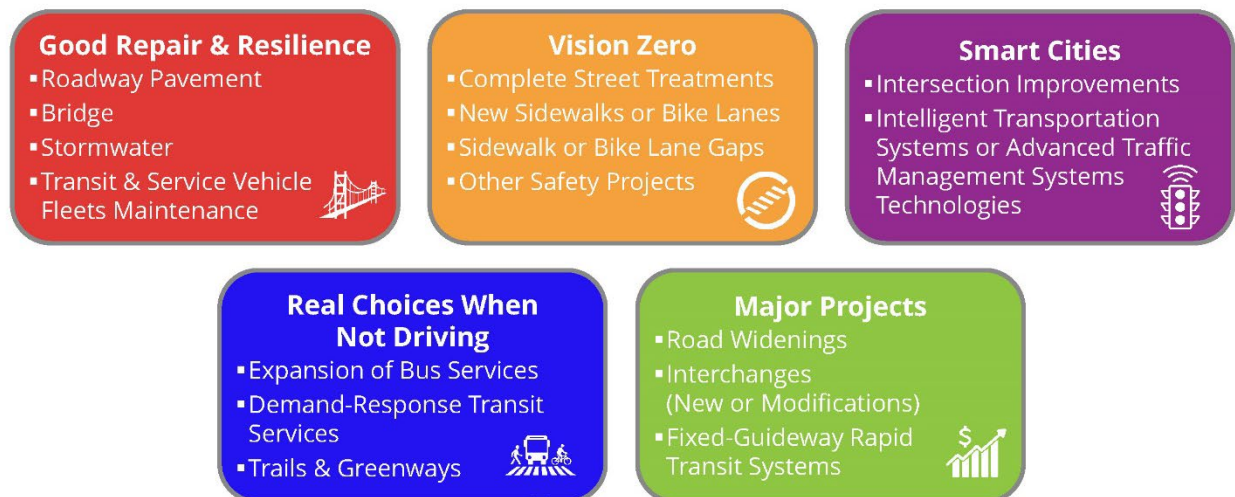 Good Repair & Resilience
▪Roadway Pavement
▪Bridge
▪Stormwater
▪Transit & Service Vehicle
Fleets Maintenance
Vision Zero
▪Complete Street Treatments
▪New Sidewalks or Bike Lanes
▪Sidewalk or Bike Lane Gaps
▪Other Safety Projects
Smart Cities
▪Intersection Improvements
▪Intelligent Transportation
Systems or Advanced Traffic
Management Systems
Technologies
Real Choices When
Not Driving
▪Expansion of Bus Services
▪Demand-Response Transit
Services
▪Trails & Greenways
Major Projects
▪Road Widenings
▪Interchanges
(New or Modifications)
▪Fixed-Guideway Rapid
Transit Systems
$